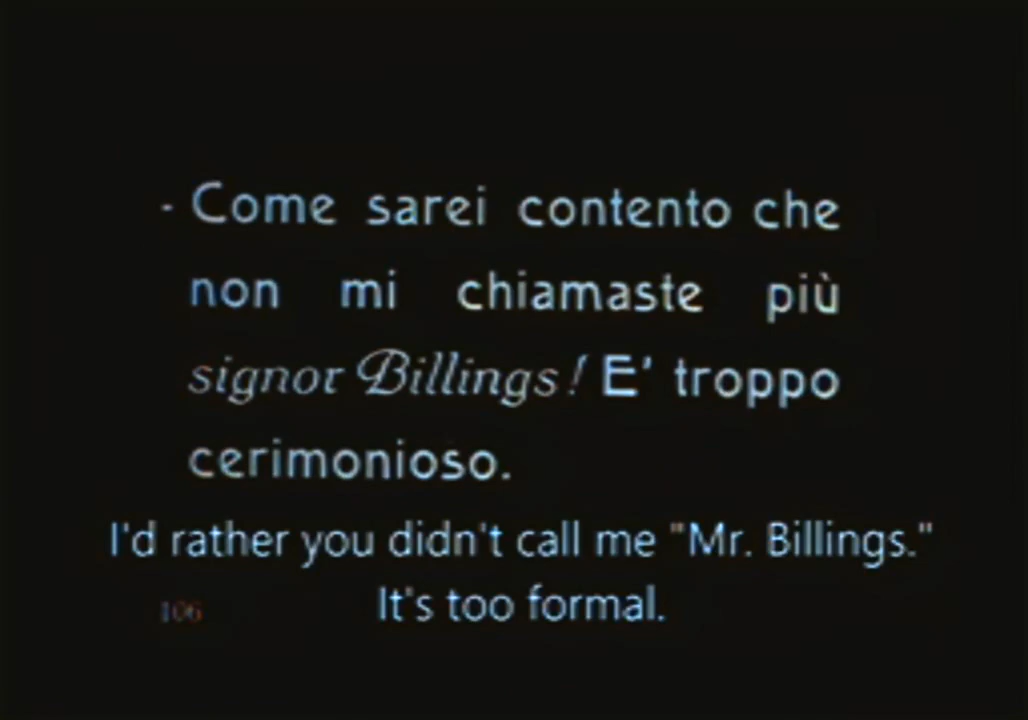 - Come sarei contento che
non mi chiamaste più
signor Billings! E' troppo
cerimonioso.
I'd rather you didn't call me "Mr. Billings."
It's too formal.
106